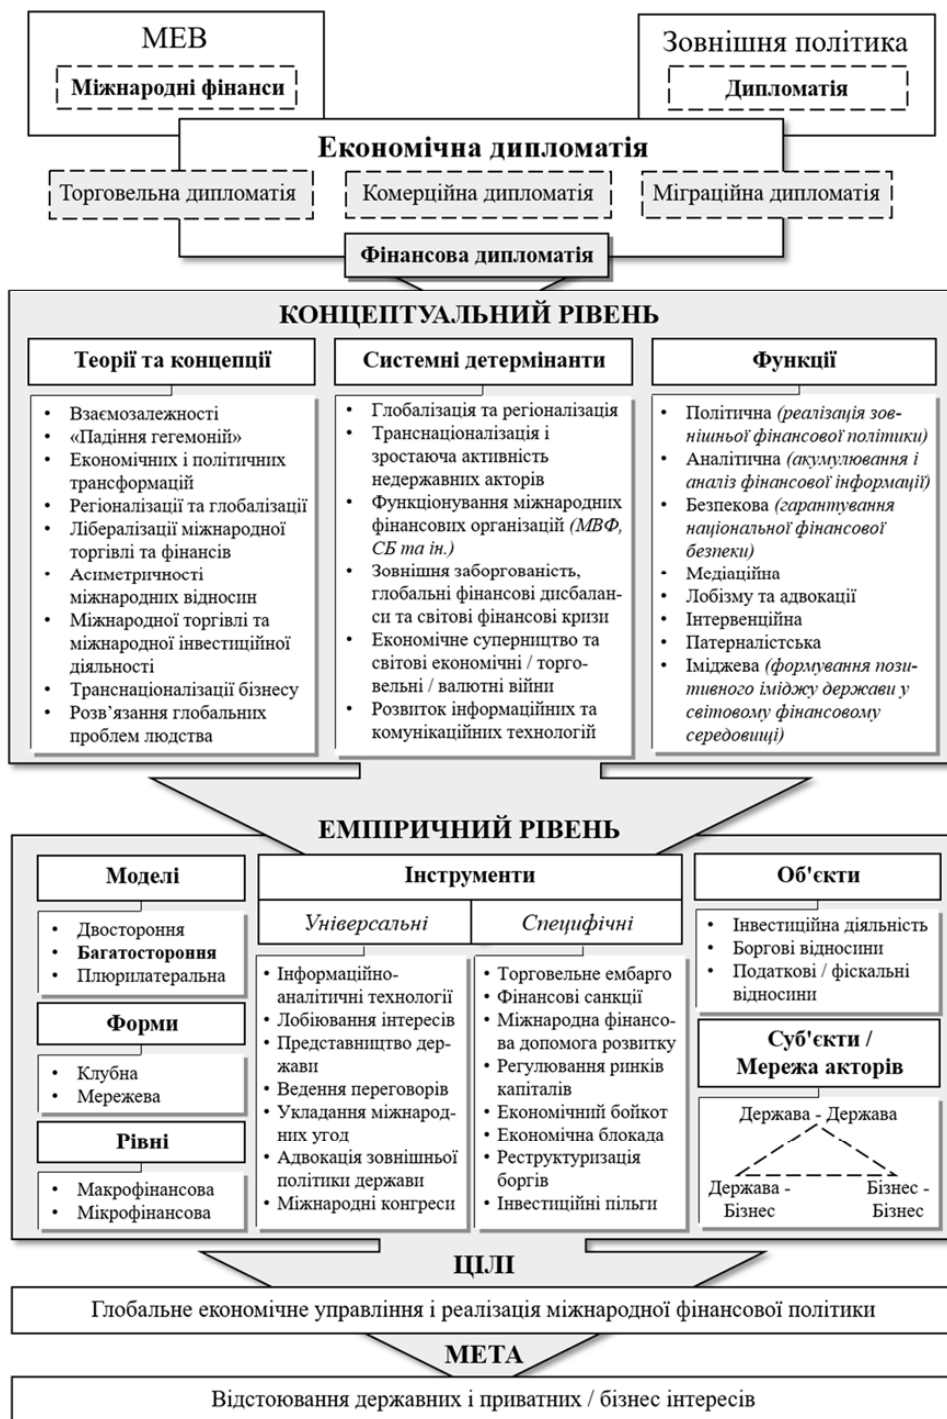 МЕВ
Міжнародні фінанси
Зовнішня політика
Дипломатія
Економічна дипломатія
Торговельна дипломатія
Комерційна дипломатія
Міграційна дипломатія
Фінансова дипломатія
КОНЦЕПТУАЛЬНИЙ РІВЕНЬ
Теорії та концепції
• Взаємозалежності
• «Падіння гегемоній»
• Економічних і політичних
трансформацій
• Регіоналізації та глобалізації
• Лібералізації міжнародної
торгівлі та фінансів
• Асиметричності
міжнародних відносин
• Міжнародної торгівлі та
міжнародної інвестиційної
діяльності
• Транснаціоналізації бізнесу
• Розв’язання глобальних
проблем людства
Системні детермінанти
• Глобалізація та регіоналізація
• Транснаціоналізація і
зростаюча активність
недержавних акторів
• Функціонування міжнародних
фінансових організацій (МВФ,
СБ та ін.)
• Зовнішня заборгованість,
глобальні фінансові дисбалан-
си та світові фінансові кризи
• Економічне суперництво та
світові економічні / торго-
вельні / валютні війни
• Розвиток інформаційних та
комунікаційних технологій
Функції
• Політична (реалізація зов-
нішньої фінансової політики)
• Аналітична (акумулювання і
аналіз фінансової інформації)
• Безпекова (гарантування
національної фінансової
безпеки)
• Медіаційна
• Лобізму та адвокації
• Інтервенційна
• Патерналістська
• Іміджева (формування пози-
тивного іміджу держави у
світовому фінансовому
середовищі)
ЕМПІРИЧНИЙ РІВЕНЬ
Моделі
• Двостороння
• Багатостороння
• Плюрилатеральна
Форми
• Клубна
• Мережева
Рівні
• Макрофінансова
• Мікрофінансова
Інструменти
Універсальні
• Інформаційно-
аналітичні технології
• Лобіювання інтересів
• Представництво дер-
жави
• Ведення переговорів
• Укладання міжнарод-
них угод
• Адвокація зовнішньої
політики держави
• Міжнародні конгреси
Специфічні
• Торговельне ембарго
• Фінансові санкції
• Міжнародна фінансо-
ва допомога розвитку
• Регулювання ринків
капіталів
• Економічний бойкот
• Економічна блокада
• Реструктуризація
боргів
• Інвестиційні пільги
Об'єкти
• Інвестиційна діяльність
• Боргові відносини
• Податкові / фіскальні
відносини
Суб'єкти /
Мережа акторів
Держава - Держава
Держава -
Бізнес
Бізнес -
Бізнес
ЦІЛІ
Глобальне економічне управління і реалізація міжнародної фінансової політики
МЕТА
Відстоювання державних і приватних / бізнес інтересів